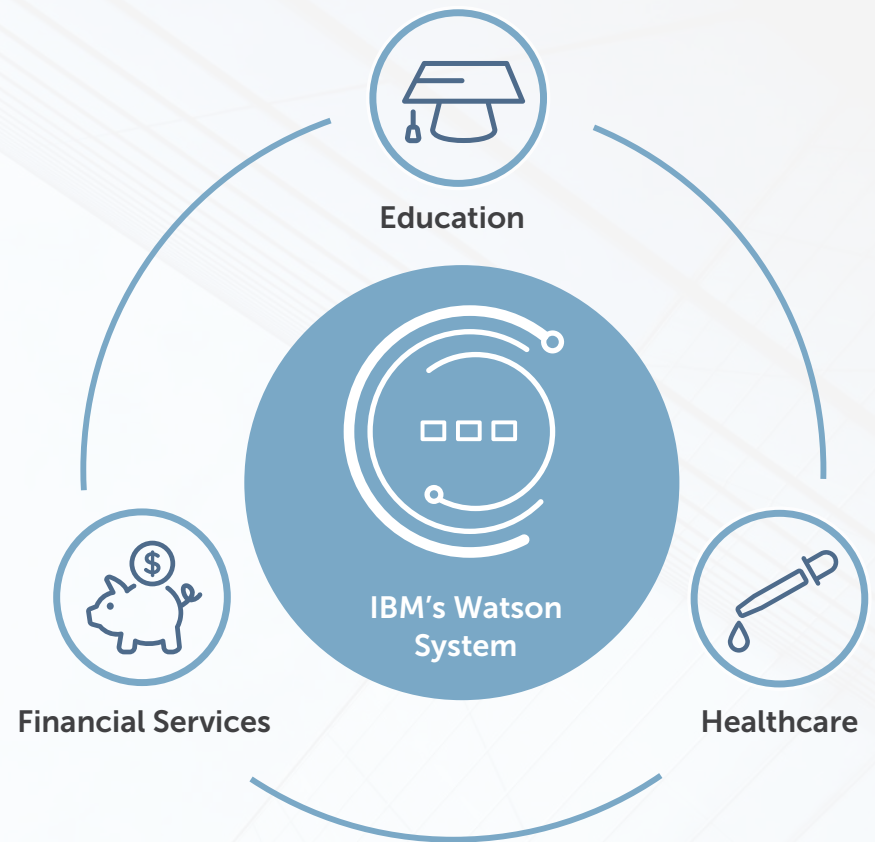 Education
$
IBM's Watson
System
Financial Services
Healthcare